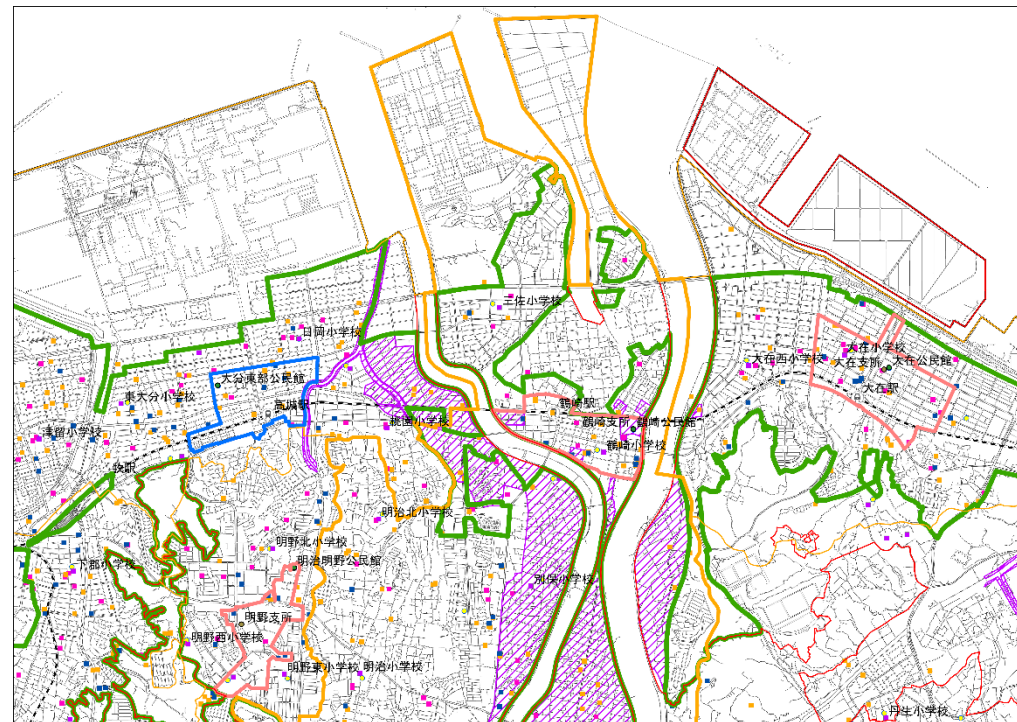 三佐小学校
日岡小学校
大在小学校
大在西小学校
大在支所
大在公民館
大在駅
大分東部公民館
東大分小学校
高城駅
鶴崎駅
桃園小学校
鶴崎支所
鶴崎公民館
津留小学校
鶴崎小学校
牧駅
明治北小学校
明野北小学校
明治明野公民館
下郡小学校
別保小学校
明野支所
明野西小学校
明野東小学校
明治小学校
丹生小学校